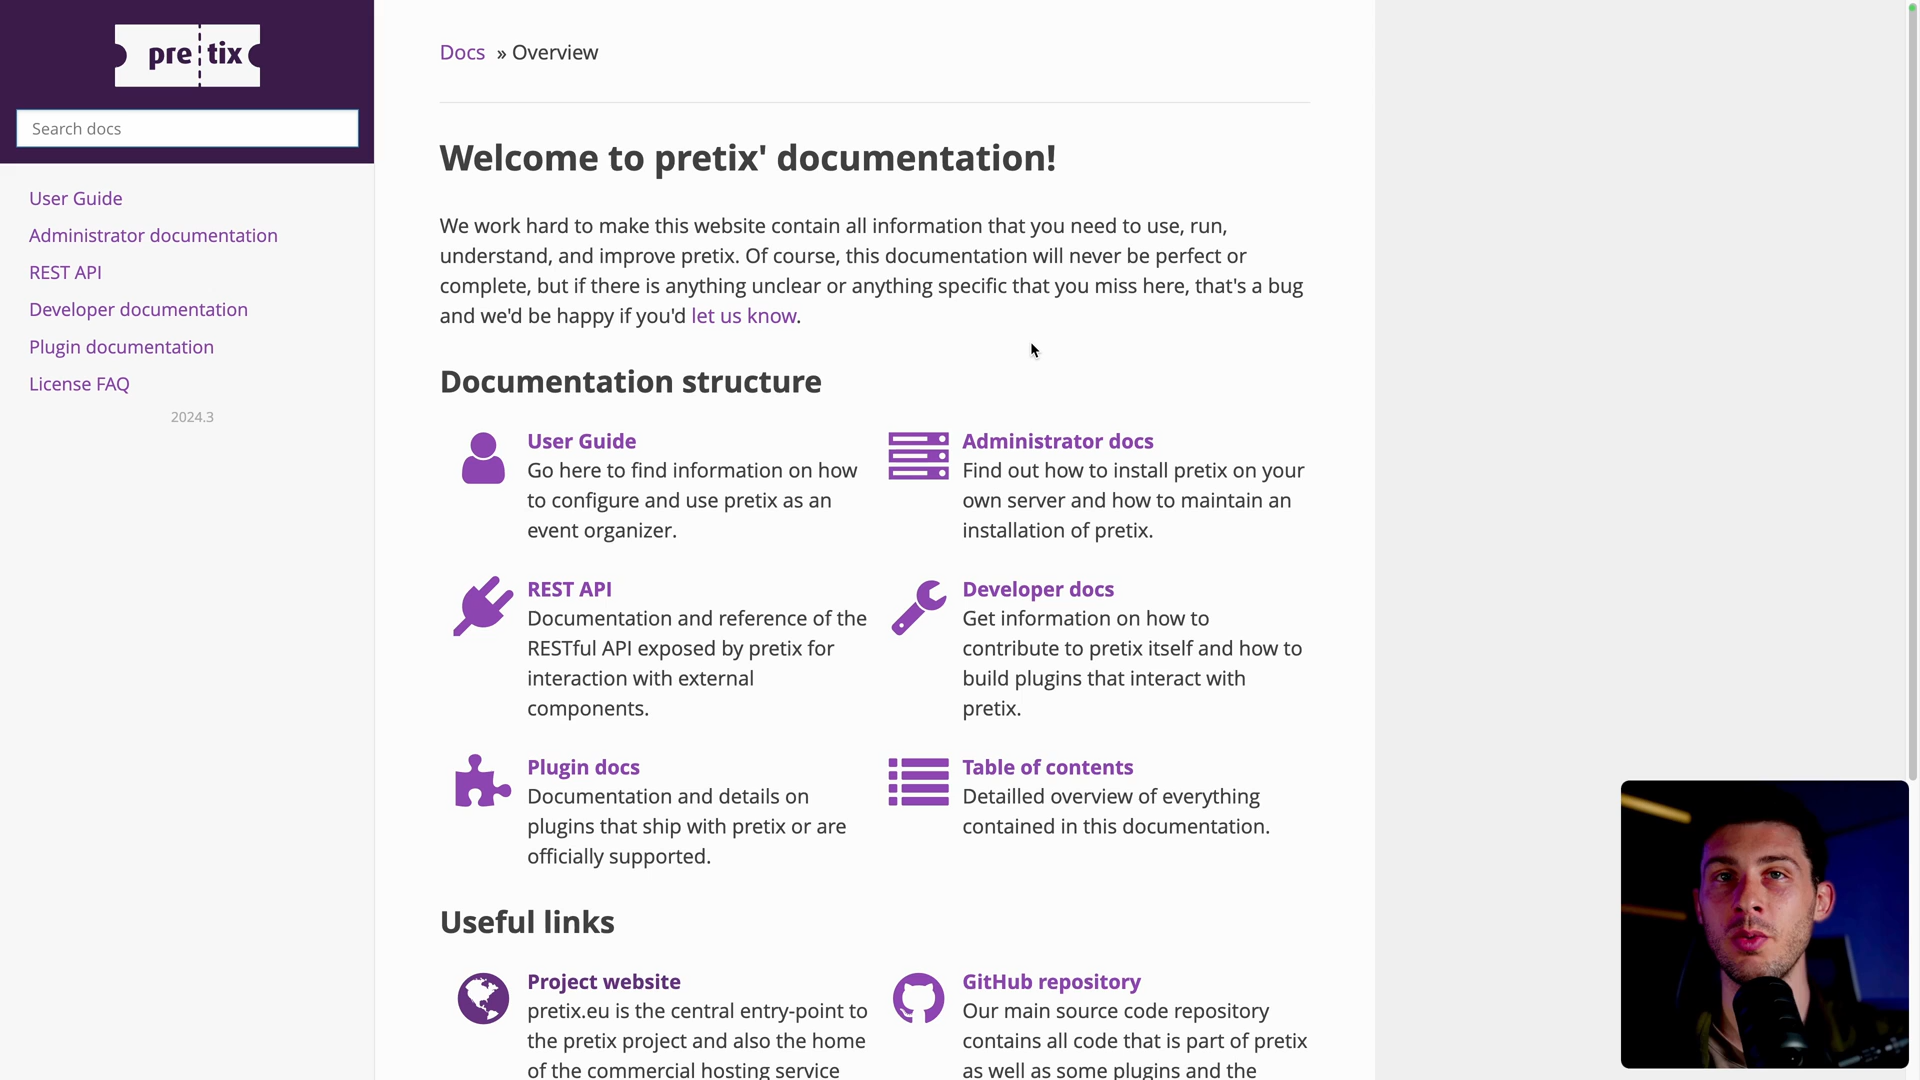 pretix
Search docs
User Guide
Administrator documentation
REST API
Developer documentation
Plugin documentation
License FAQ
2024.3
Docs » Overview
Welcome to pretix' documentation!
We work hard to make this website contain all information that you need to use, run,
understand, and improve pretix. Of course, this documentation will never be perfect or
complete, but if there is anything unclear or anything specific that you miss here, that's a bug
and we'd be happy if you'd let us know.
Documentation structure
User Guide
Go here to find information on how
to configure and use pretix as an
event organizer.
Administrator docs
Find out how to install pretix on your
own server and how to maintain an
installation of pretix.
REST API
Documentation and reference of the
RESTful API exposed by pretix for
interaction with external
components.
Developer docs
Get information on how to
contribute to pretix itself and how to
build plugins that interact with
pretix.
Plugin docs
Documentation and details on
plugins that ship with pretix or are
officially supported.
Table of contents
Detailled overview of everything
contained in this documentation.
Useful links
Project website
pretix.eu is the central entry-point to
the pretix project and also the home
of the commercial hosting service
GitHub repository
Our main source code repository
contains all code that is part of pretix
as well as some plugins and the